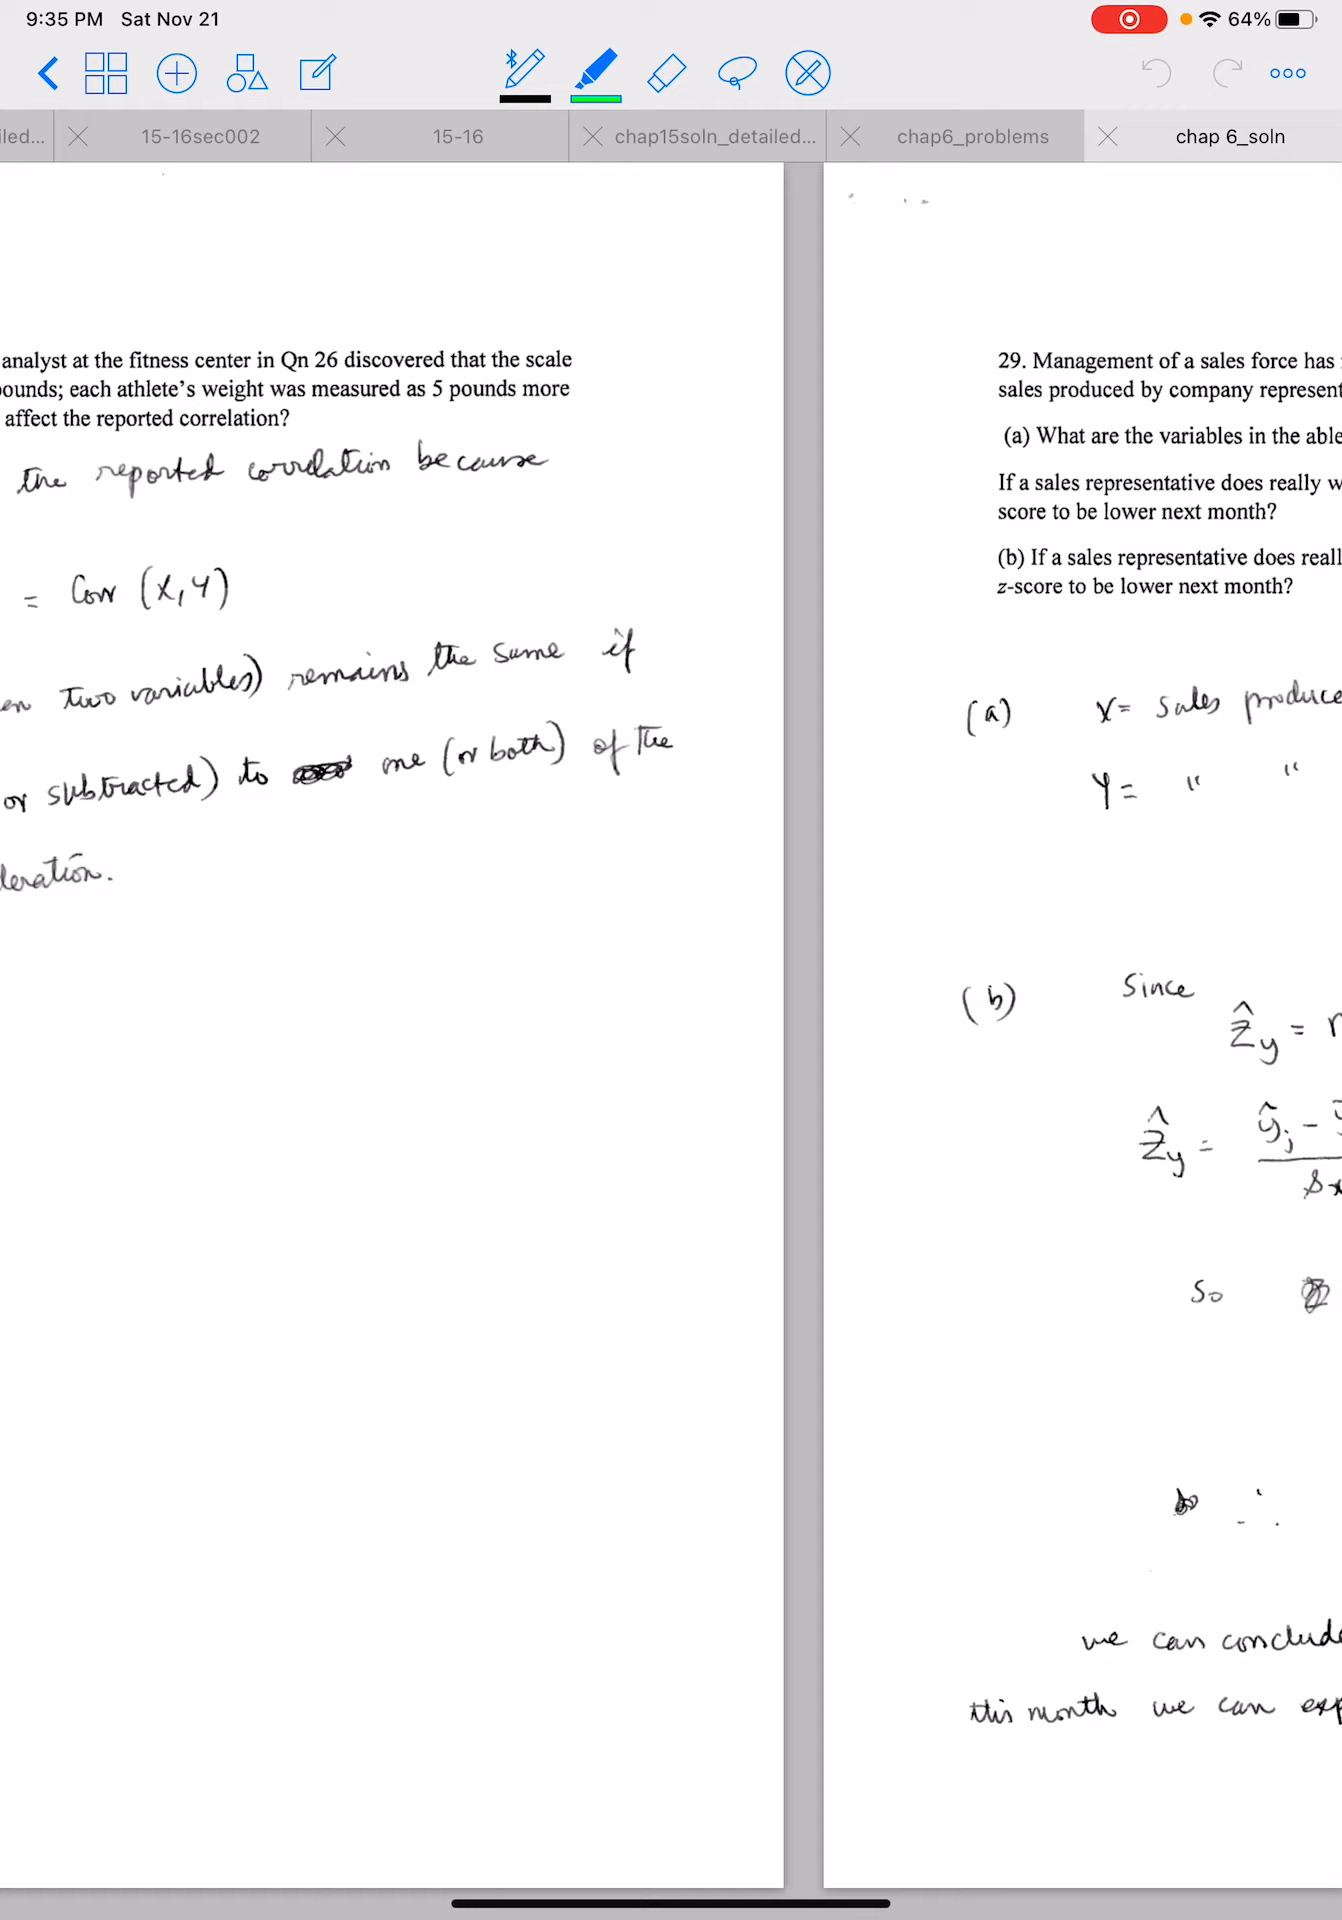 9:35 PM Sat Nov 21
64%
iled...
15-16sec002
15-16
chap15soln_detailed...
chap6_problems
chap 6_soln
analyst at the fitness center in Qn 26 discovered that the scale
ounds; each athlete's weight was measured as 5 pounds more
affect the reported correlation?
the reported correlation because
= Corr (X,Y)
en two variables) remains the same if
or subtracted) to one (or both) of the
deration.
29. Management of a sales force has
sales produced by company represent
(a) What are the variables in the able
If a sales representative does really w
score to be lower next month?
(b) If a sales representative does reall
z-score to be lower next month?
(a) X= sales produce
Y= " "
(b) Since
ẑy = r
ẑy = ŷj -
so
∴
we can conclude
this month we can exp